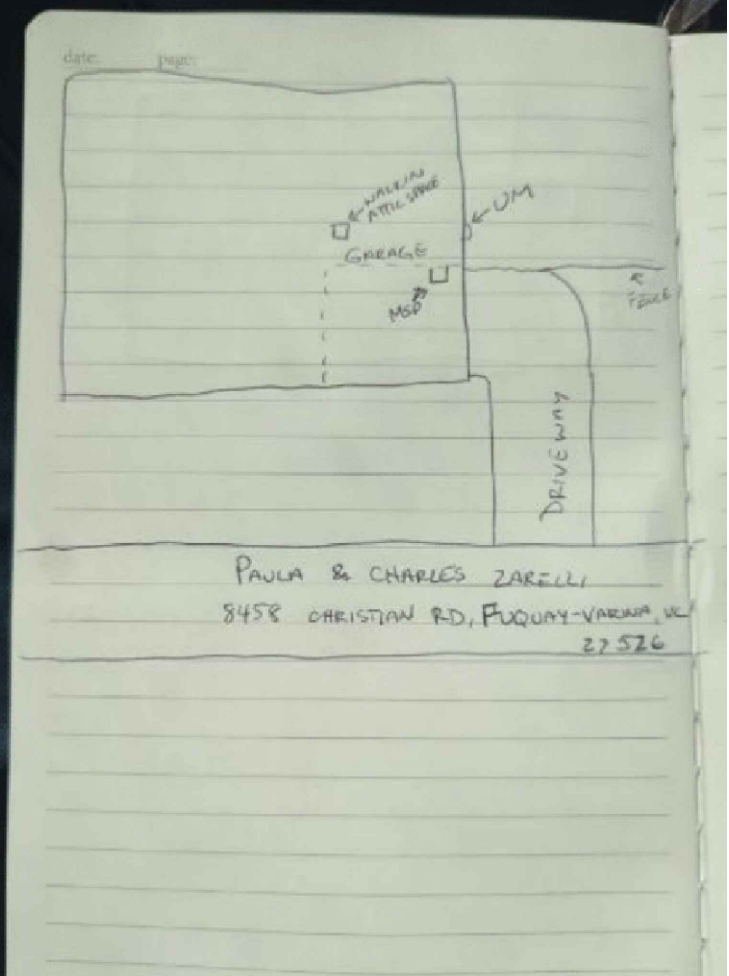 date: page:
WALK IN
ATTIC SPACE
UM
GARAGE
MSP
FENCE
DRIVEWAY
PAULA & CHARLES ZARELLI
8458 CHRISTIAN RD, FUQUAY-VARINA, NC
27526